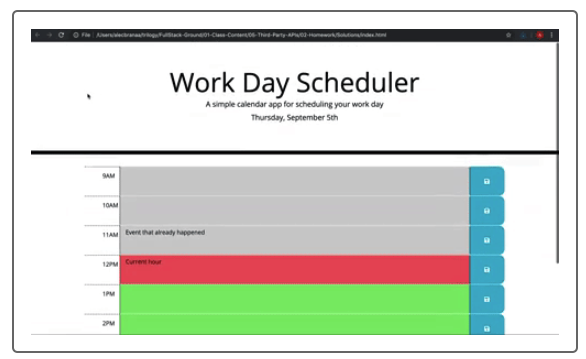 File | /Users/alecbranaa/trilogy/FullStack-Ground/01-Class-Content/05-Third-Party-APIs/02-Homework/Solutions/index.html
Work Day Scheduler
A simple calendar app for scheduling your work day
Thursday, September 5th
9AM
10AM
11AM Event that already happened
12PM Current hour
1PM
2PM